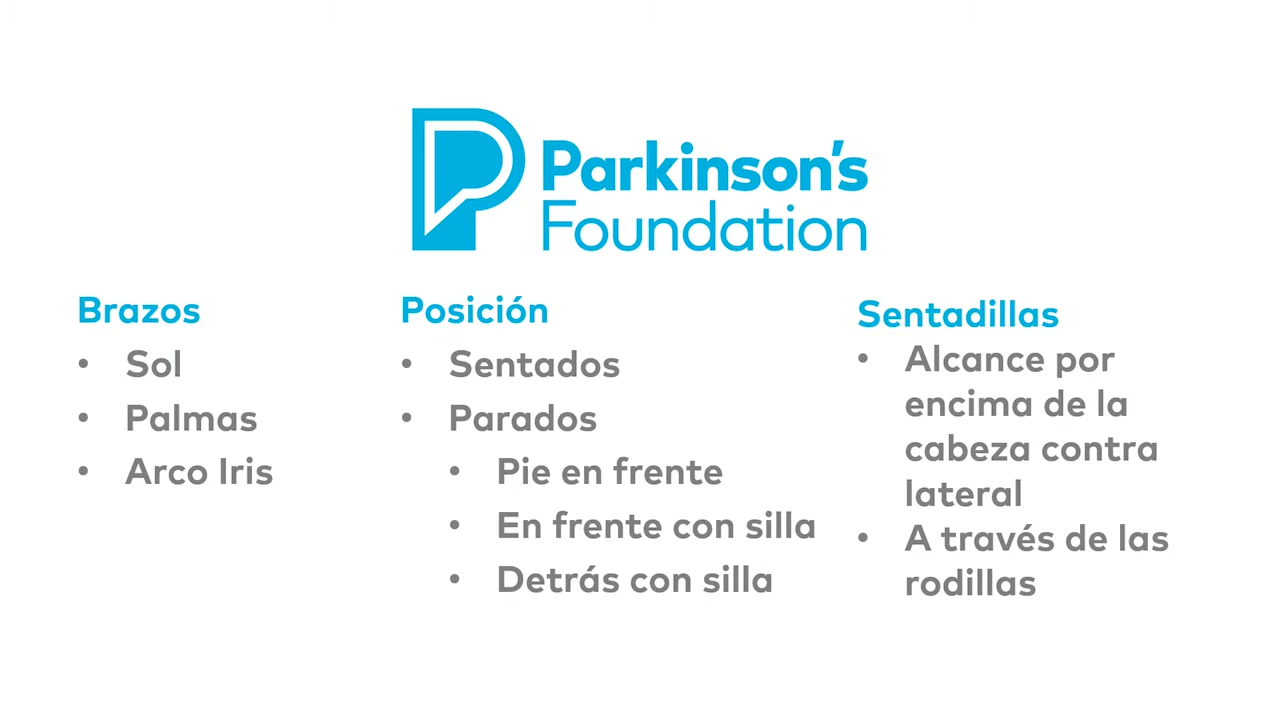 Parkinson's
Foundation
Brazos
• Sol
• Palmas
• Arco Iris
Posición
• Sentados
• Parados
• Pie en frente
• En frente con silla
• Detrás con silla
Sentadillas
• Alcance por
encima de la
cabeza contra
lateral
• A través de las
rodillas